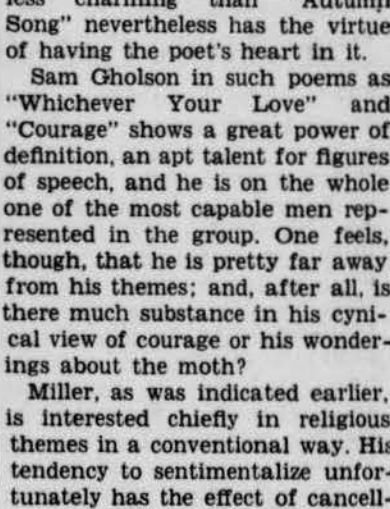 less charming than "Autumn
Song" nevertheless has the virtue
of having the poet's heart in it.
Sam Gholson in such poems as
"Whichever Your Love" and
"Courage" shows a great power of
definition, an apt talent for figures
of speech, and he is on the whole
one of the most capable men rep-
resented in the group. One feels,
though, that he is pretty far away
from his themes; and, after all, is
there much substance in his cyni-
cal view of courage or his wonder-
ings about the moth?
Miller, as was indicated earlier,
is interested chiefly in religious
themes in a conventional way. His
tendency to sentimentalize unfor-
tunately has the effect of cancell-